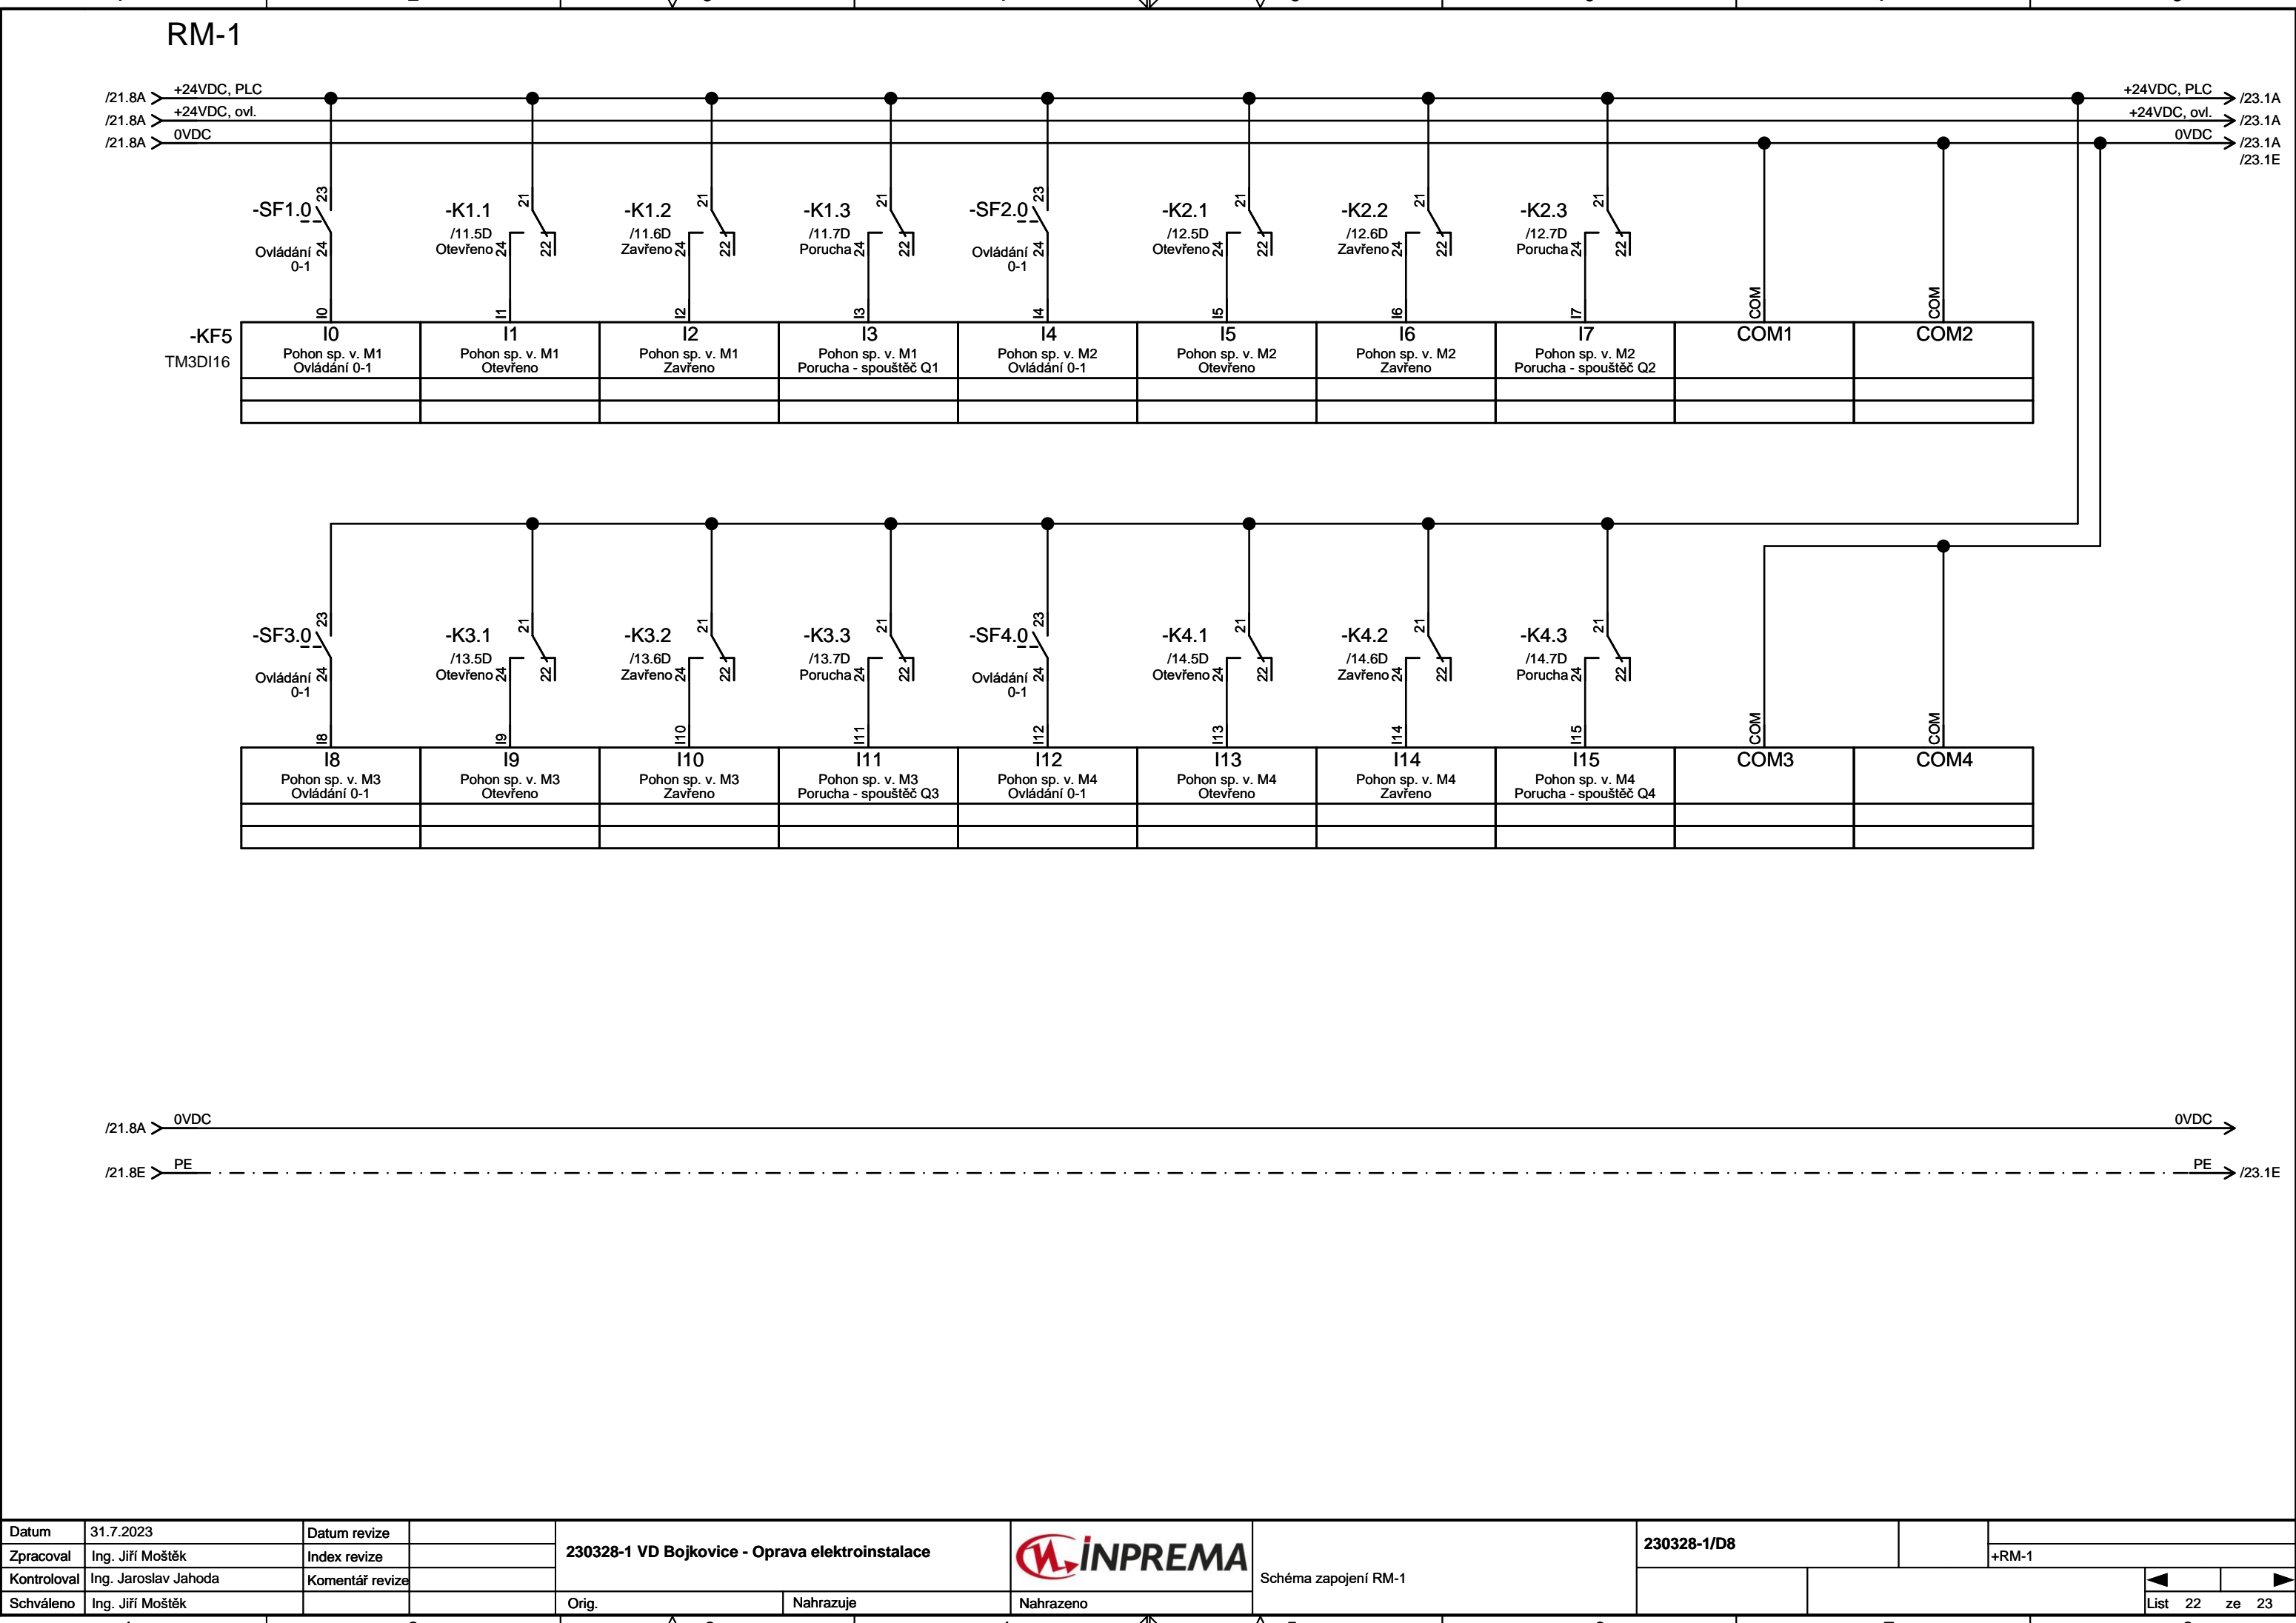 RM-1
/21.8A +24VDC, PLC +24VDC, PLC /23.1A
/21.8A +24VDC, ovl. +24VDC, ovl. /23.1A
/21.8A 0VDC 0VDC /23.1A
/23.1E
-SF1.0 23 24 Ovládání 0-1
-K1.1 /11.5D Otevřeno 21 24 22
-K1.2 /11.6D Zavřeno 21 24 22
-K1.3 /11.7D Porucha 21 24 22
-SF2.0 23 24 Ovládání 0-1
-K2.1 /12.5D Otevřeno 21 24 22
-K2.2 /12.6D Zavřeno 21 24 22
-K2.3 /12.7D Porucha 21 24 22
I0 I1 I2 I3 I4 I5 I6 I7 COM COM
-KF5 I0 I1 I2 I3 I4 I5 I6 I7 COM1 COM2
TM3DI16
Pohon sp. v. M1 Pohon sp. v. M1 Pohon sp. v. M1 Pohon sp. v. M1 Pohon sp. v. M2 Pohon sp. v. M2 Pohon sp. v. M2 Pohon sp. v. M2
Ovládání 0-1 Otevřeno Zavřeno Porucha - spouštěč Q1 Ovládání 0-1 Otevřeno Zavřeno Porucha - spouštěč Q2
-SF3.0 23 24 Ovládání 0-1
-K3.1 /13.5D Otevřeno 21 24 22
-K3.2 /13.6D Zavřeno 21 24 22
-K3.3 /13.7D Porucha 21 24 22
-SF4.0 23 24 Ovládání 0-1
-K4.1 /14.5D Otevřeno 21 24 22
-K4.2 /14.6D Zavřeno 21 24 22
-K4.3 /14.7D Porucha 21 24 22
I8 I9 I10 I11 I12 I13 I14 I15 COM COM
I8 I9 I10 I11 I12 I13 I14 I15 COM3 COM4
Pohon sp. v. M3 Pohon sp. v. M3 Pohon sp. v. M3 Pohon sp. v. M3 Pohon sp. v. M4 Pohon sp. v. M4 Pohon sp. v. M4 Pohon sp. v. M4
Ovládání 0-1 Otevřeno Zavřeno Porucha - spouštěč Q3 Ovládání 0-1 Otevřeno Zavřeno Porucha - spouštěč Q4
/21.8A 0VDC 0VDC
/21.8E PE PE /23.1E
Datum 31.7.2023 Datum revize
Zpracoval Ing. Jiří Moštěk Index revize
Kontroloval Ing. Jaroslav Jahoda Komentář revize
Schváleno Ing. Jiří Moštěk
230328-1 VD Bojkovice - Oprava elektroinstalace
Orig. Nahrazuje Nahrazeno
INPREMA
Schéma zapojení RM-1
230328-1/D8
+RM-1
List 22 ze 23